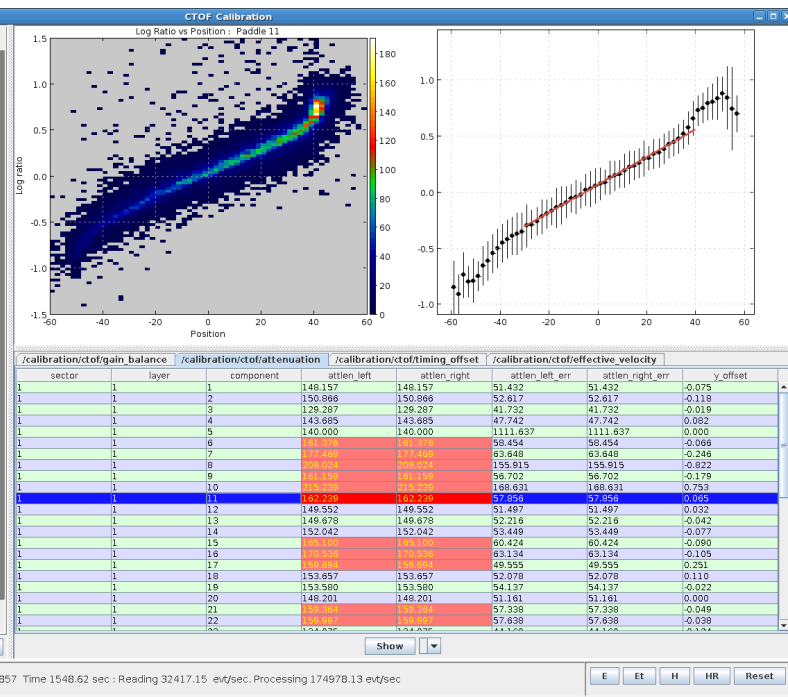 CTOF Calibration
Log Ratio vs Position : Paddle 11
1.5
1.0
0.5
0.0
-0.5
-1.0
-1.5
Log ratio
-60 -40 -20 0 20 40 60
Position
180
160
140
120
100
80
60
40
20
0
1.0
0.5
0.0
-0.5
-1.0
-60 -40 -20 0 20 40 60
/calibration/ctof/gain_balance /calibration/ctof/attenuation /calibration/ctof/timing_offset /calibration/ctof/effective_velocity
sector layer component attlen_left attlen_right attlen_left_err attlen_right_err y_offset
1 1 1 148.157 148.157 51.432 51.432 -0.075
1 1 2 150.866 150.866 52.617 52.617 -0.118
1 1 3 129.287 129.287 41.732 41.732 -0.019
1 1 4 143.685 143.685 47.742 47.742 0.082
1 1 5 140.000 140.000 1111.637 1111.637 0.000
1 1 6 161.376 161.376 58.454 58.454 -0.066
1 1 7 177.469 177.469 63.648 63.648 -0.246
1 1 8 209.024 209.024 155.915 155.915 -0.822
1 1 9 161.159 161.159 56.702 56.702 -0.179
1 1 10 215.239 215.239 168.631 168.631 0.753
1 1 11 162.239 162.239 57.856 57.856 0.065
1 1 12 149.552 149.552 51.497 51.497 0.032
1 1 13 149.678 149.678 52.216 52.216 -0.042
1 1 14 152.042 152.042 53.449 53.449 -0.077
1 1 15 165.100 165.100 60.424 60.424 -0.090
1 1 16 170.536 170.536 63.134 63.134 -0.105
1 1 17 159.694 159.694 49.555 49.555 0.251
1 1 18 153.657 153.657 52.078 52.078 0.110
1 1 19 153.580 153.580 54.137 54.137 -0.022
1 1 20 148.201 148.201 51.161 51.161 0.000
1 1 21 159.364 159.364 57.338 57.338 -0.049
1 1 22 159.997 159.997 57.638 57.638 -0.038
Show
857 Time 1548.62 sec : Reading 32417.15 evt/sec. Processing 174978.13 evt/sec
E Et H HR Reset